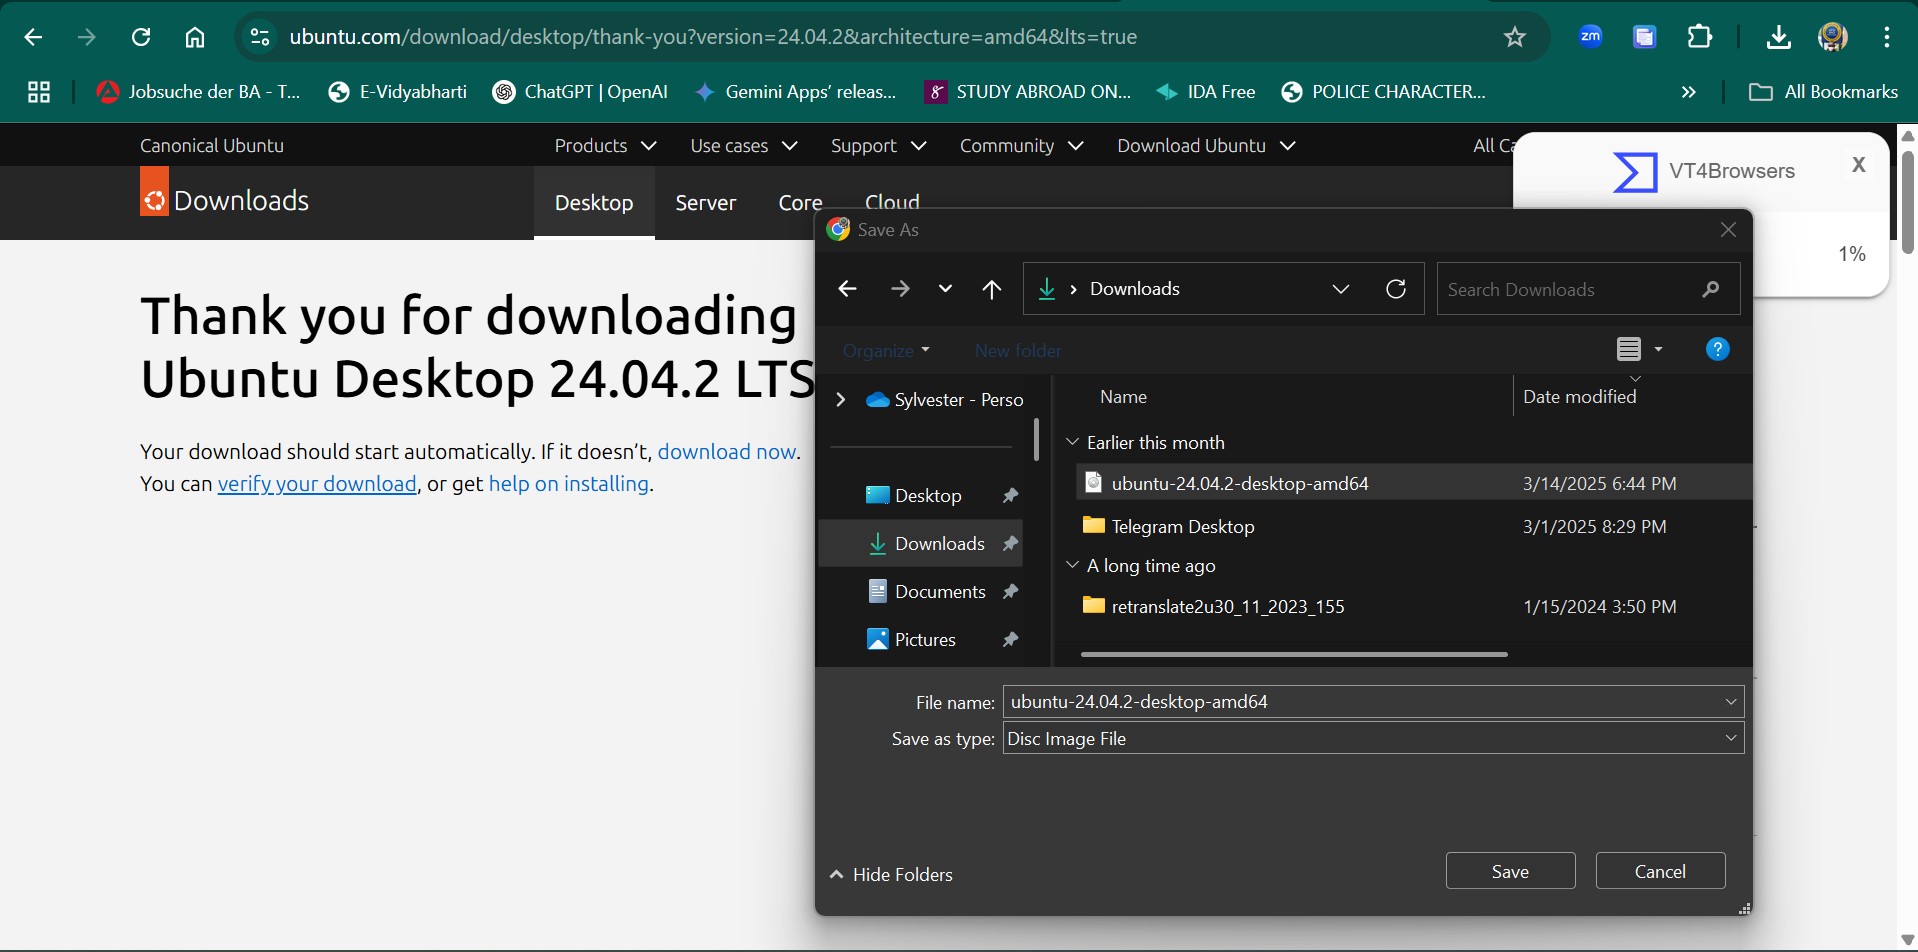 ubuntu.com/download/desktop/thank-you?version=24.04.2&architecture=amd64&lts=true
zm
Jobsuche der BA - T...
E-Vidyabharti
ChatGPT | OpenAI
Gemini Apps’ releas...
STUDY ABROAD ON...
IDA Free
POLICE CHARACTER...
»
All Bookmarks
Canonical Ubuntu
Products
Use cases
Support
Community
Download Ubuntu
All Ca
Downloads
Desktop
Server
Core
Cloud
VT4Browsers
X
1%
Thank you for downloading
Ubuntu Desktop 24.04.2 LTS
Your download should start automatically. If it doesn’t, download now.
You can verify your download, or get help on installing.
Save As
Downloads
Search Downloads
Organize
New folder
?
Sylvester - Perso
Desktop
Downloads
Documents
Pictures
Name
Date modified
Earlier this month
ubuntu-24.04.2-desktop-amd64
3/14/2025 6:44 PM
Telegram Desktop
3/1/2025 8:29 PM
A long time ago
retranslate2u30_11_2023_155
1/15/2024 3:50 PM
File name:
ubuntu-24.04.2-desktop-amd64
Save as type:
Disc Image File
Hide Folders
Save
Cancel